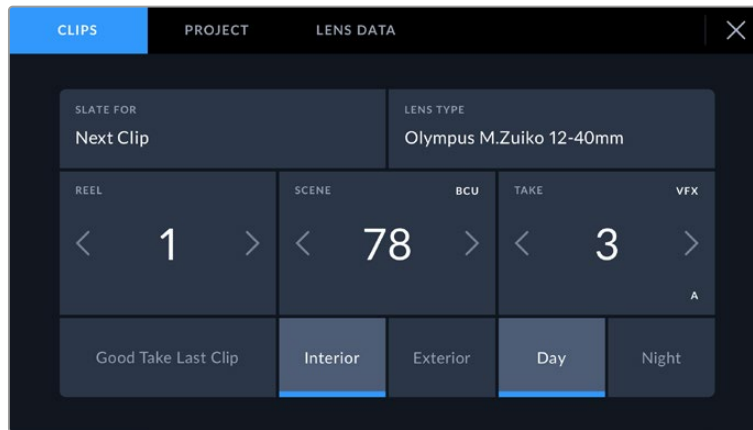 CLIPS PROJECT LENS DATA
SLATE FOR LENS TYPE
Next Clip Olympus M.Zuiko 12-40mm
REEL SCENE BCU TAKE VFX
1 78 3
A
Good Take Last Clip Interior Exterior Day Night